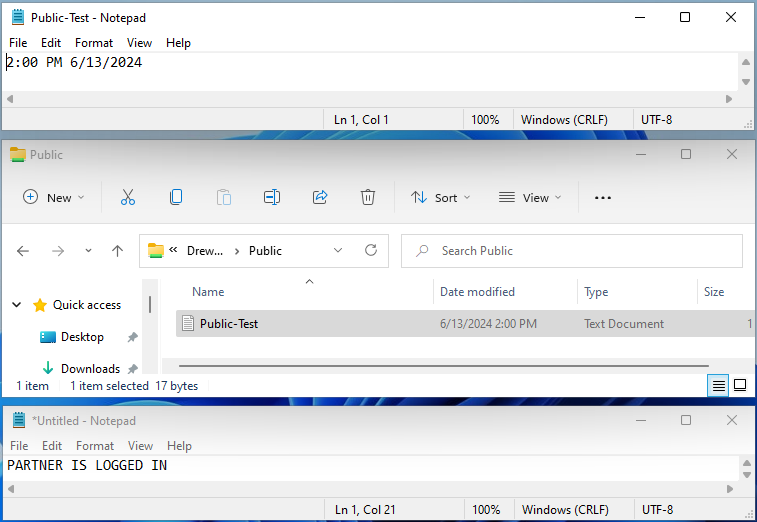 Public-Test - Notepad
File Edit Format View Help
2:00 PM 6/13/2024
Ln 1, Col 1 100% Windows (CRLF) UTF-8
Public
New Sort View
« Drew... › Public Search Public
Name Date modified Type Size
Quick access
Public-Test 6/13/2024 2:00 PM Text Document 1
Desktop
Downloads
1 item 1 item selected 17 bytes
*Untitled - Notepad
File Edit Format View Help
PARTNER IS LOGGED IN
Ln 1, Col 21 100% Windows (CRLF) UTF-8